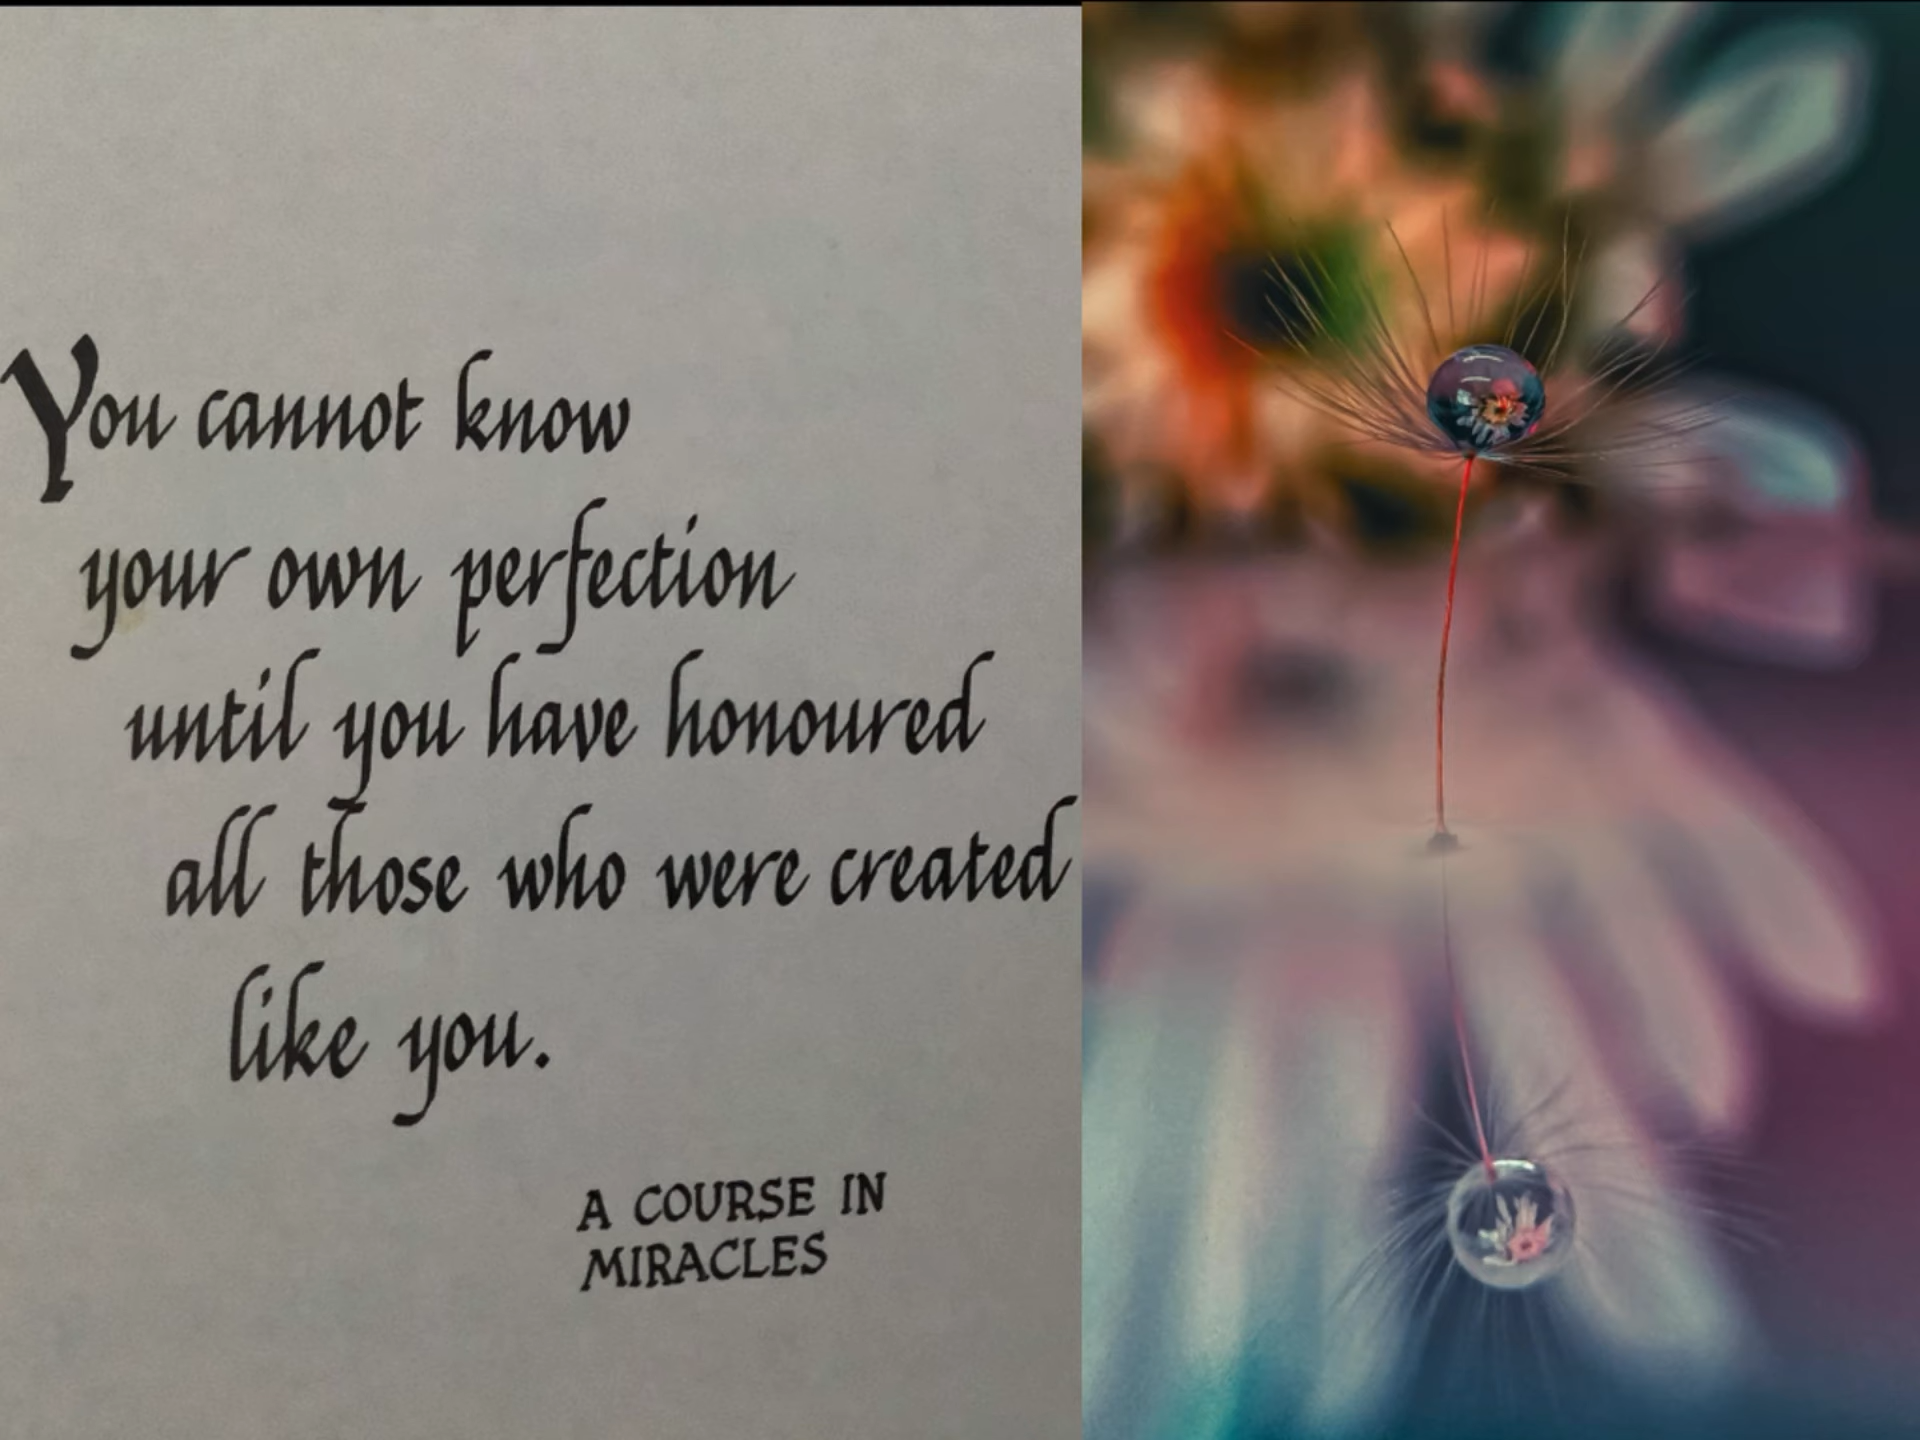 You cannot know
your own perfection
until you have honoured
all those who were created
like you.
A COURSE IN
MIRACLES